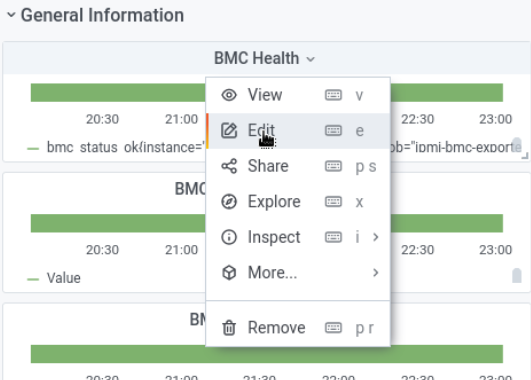 General Information
BMC Health
View v
20:30 21:00 22:30 23:00
Edit e
bmc_status_ok{instance=" ob="ipmi-bmc-exporte
Share p s
BMC
Explore x
Inspect i
20:30 21:00 22:30 23:00
More...
Value
Remove p r
20:30 21:00 21:30 22:00 22:30 23:00